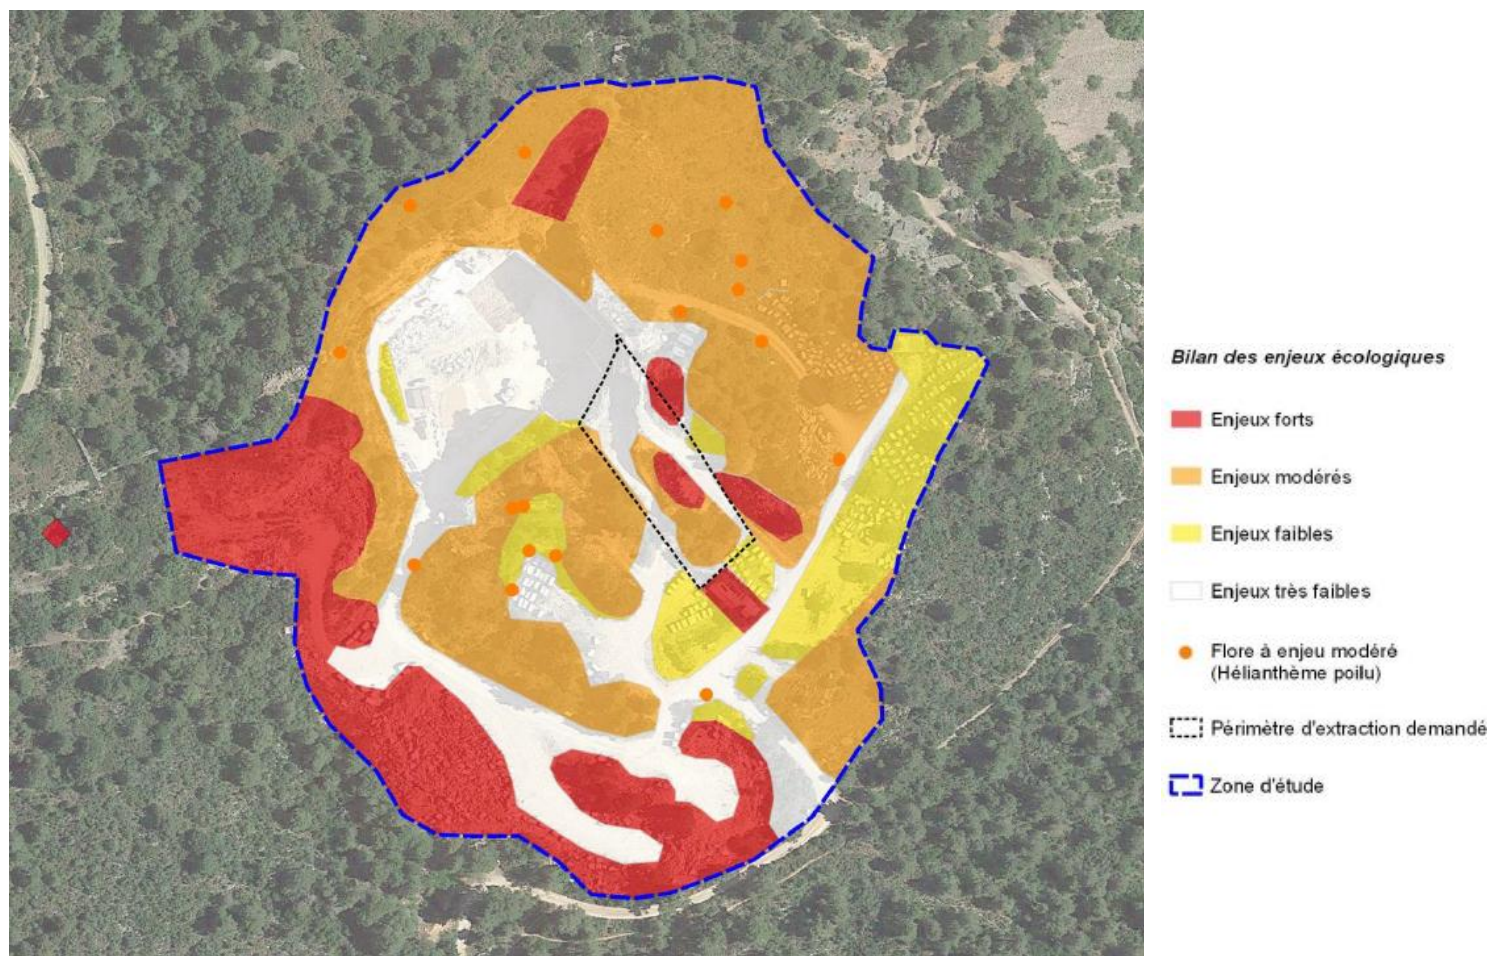 Bilan des enjeux écologiques
Enjeux forts
Enjeux modérés
Enjeux faibles
Enjeux très faibles
Flore à enjeu modéré
(Hélianthème poilu)
Périmètre d'extraction demandé
Zone d'étude